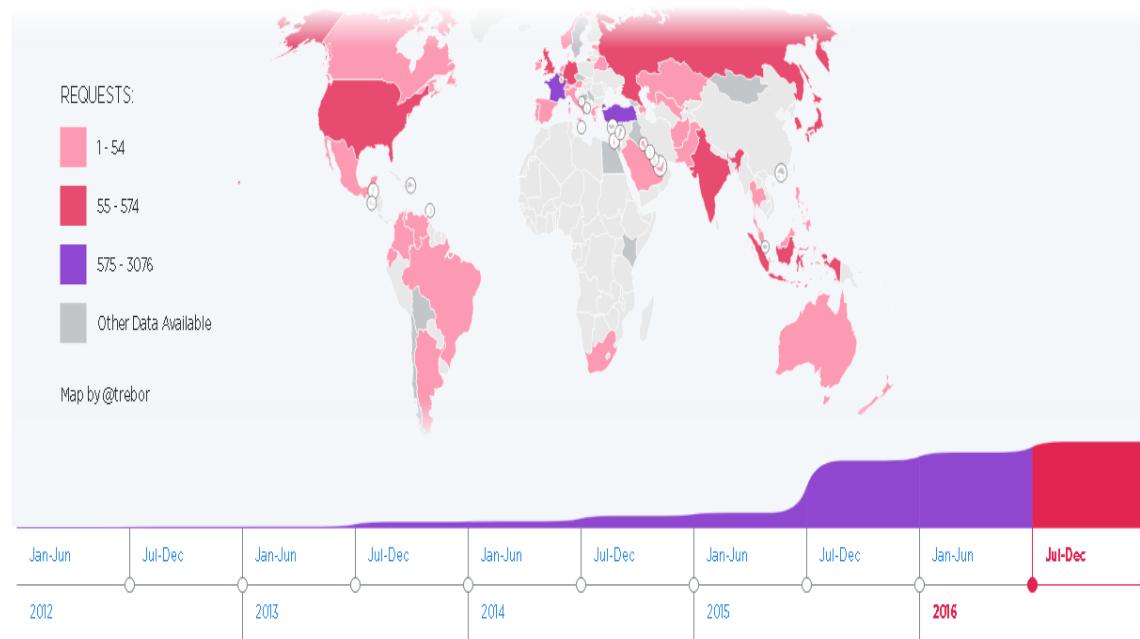 REQUESTS:
1 - 54
55 - 574
575 - 3076
Other Data Available
Map by @trebor
Jan-Jun
Jul-Dec
Jan-Jun
Jul-Dec
Jan-Jun
Jul-Dec
Jan-Jun
Jul-Dec
Jan-Jun
Jul-Dec
2012
2013
2014
2015
2016